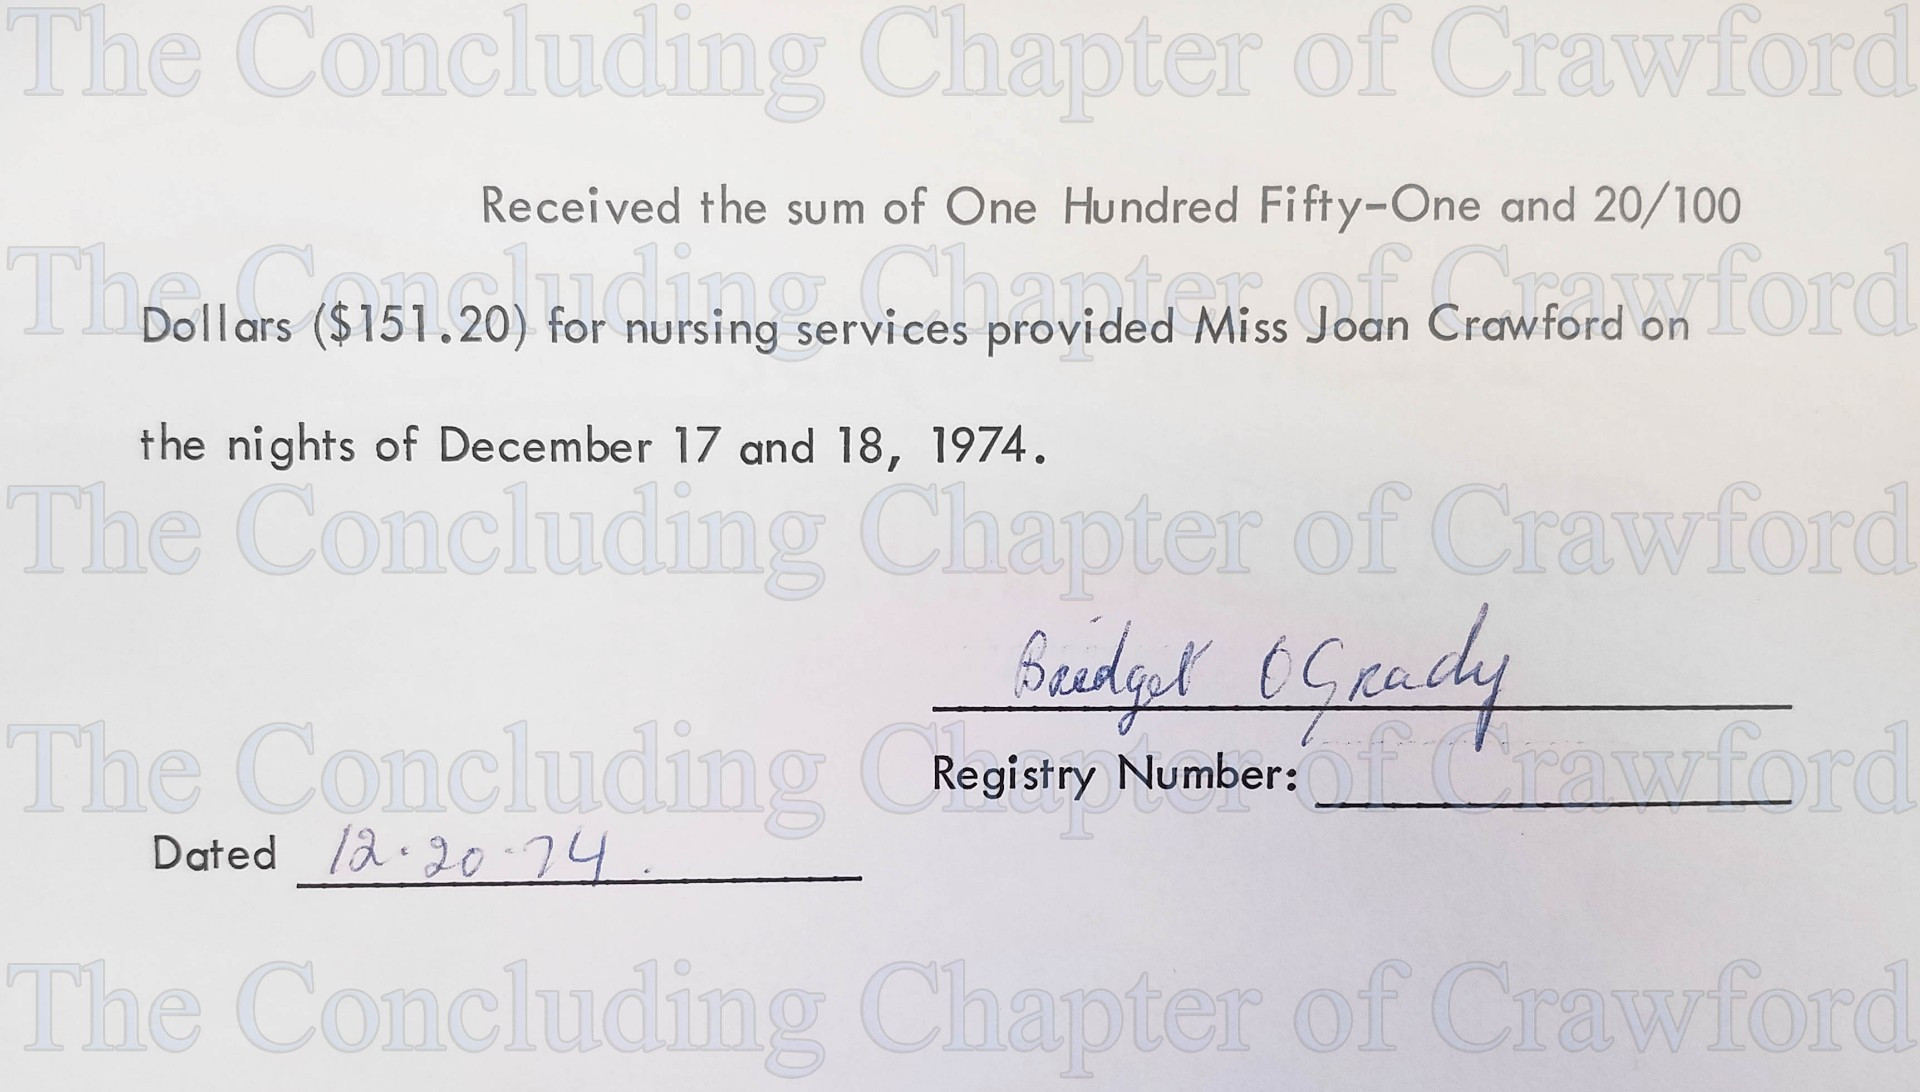 The Concluding Chapter of Crawford
Received the sum of One Hundred Fifty-One and 20/100
The Concluding Chapter of Crawford
Dollars ($151.20) for nursing services provided Miss Joan Crawford on
the nights of December 17 and 18, 1974.
The Concluding Chapter of Crawford
Bridget OGrady
The Concluding Chapter of Crawford
Registry Number:
Dated 12.20.74.
The Concluding Chapter of Crawford